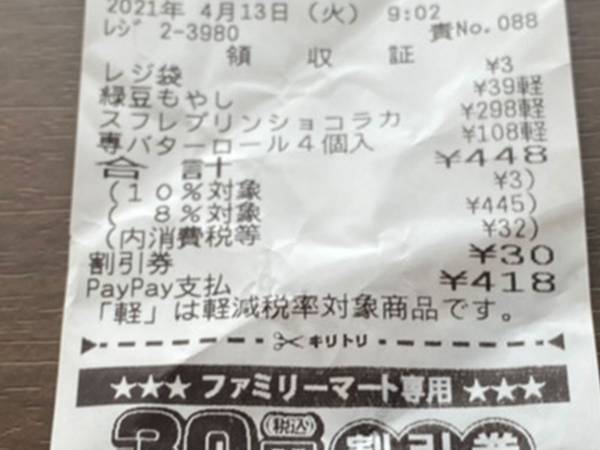 2021年 4月13日（火） 9:02
レジ 2-3980 責No.088
領 収 証
レジ袋 ¥3
緑豆もやし ¥39軽
スフレプリンショコラカ ¥298軽
専バターロール4個入 ¥108軽
合 計 ¥448
（10%対象 ¥3）
（ 8%対象 ¥445）
（内消費税等 ¥32）
割引券 ¥30
PayPay支払 ¥418
「軽」は軽減税率対象商品です。
キリトリ
★★★ ファミリーマート専用 ★★★
30円 (税込) 割引券